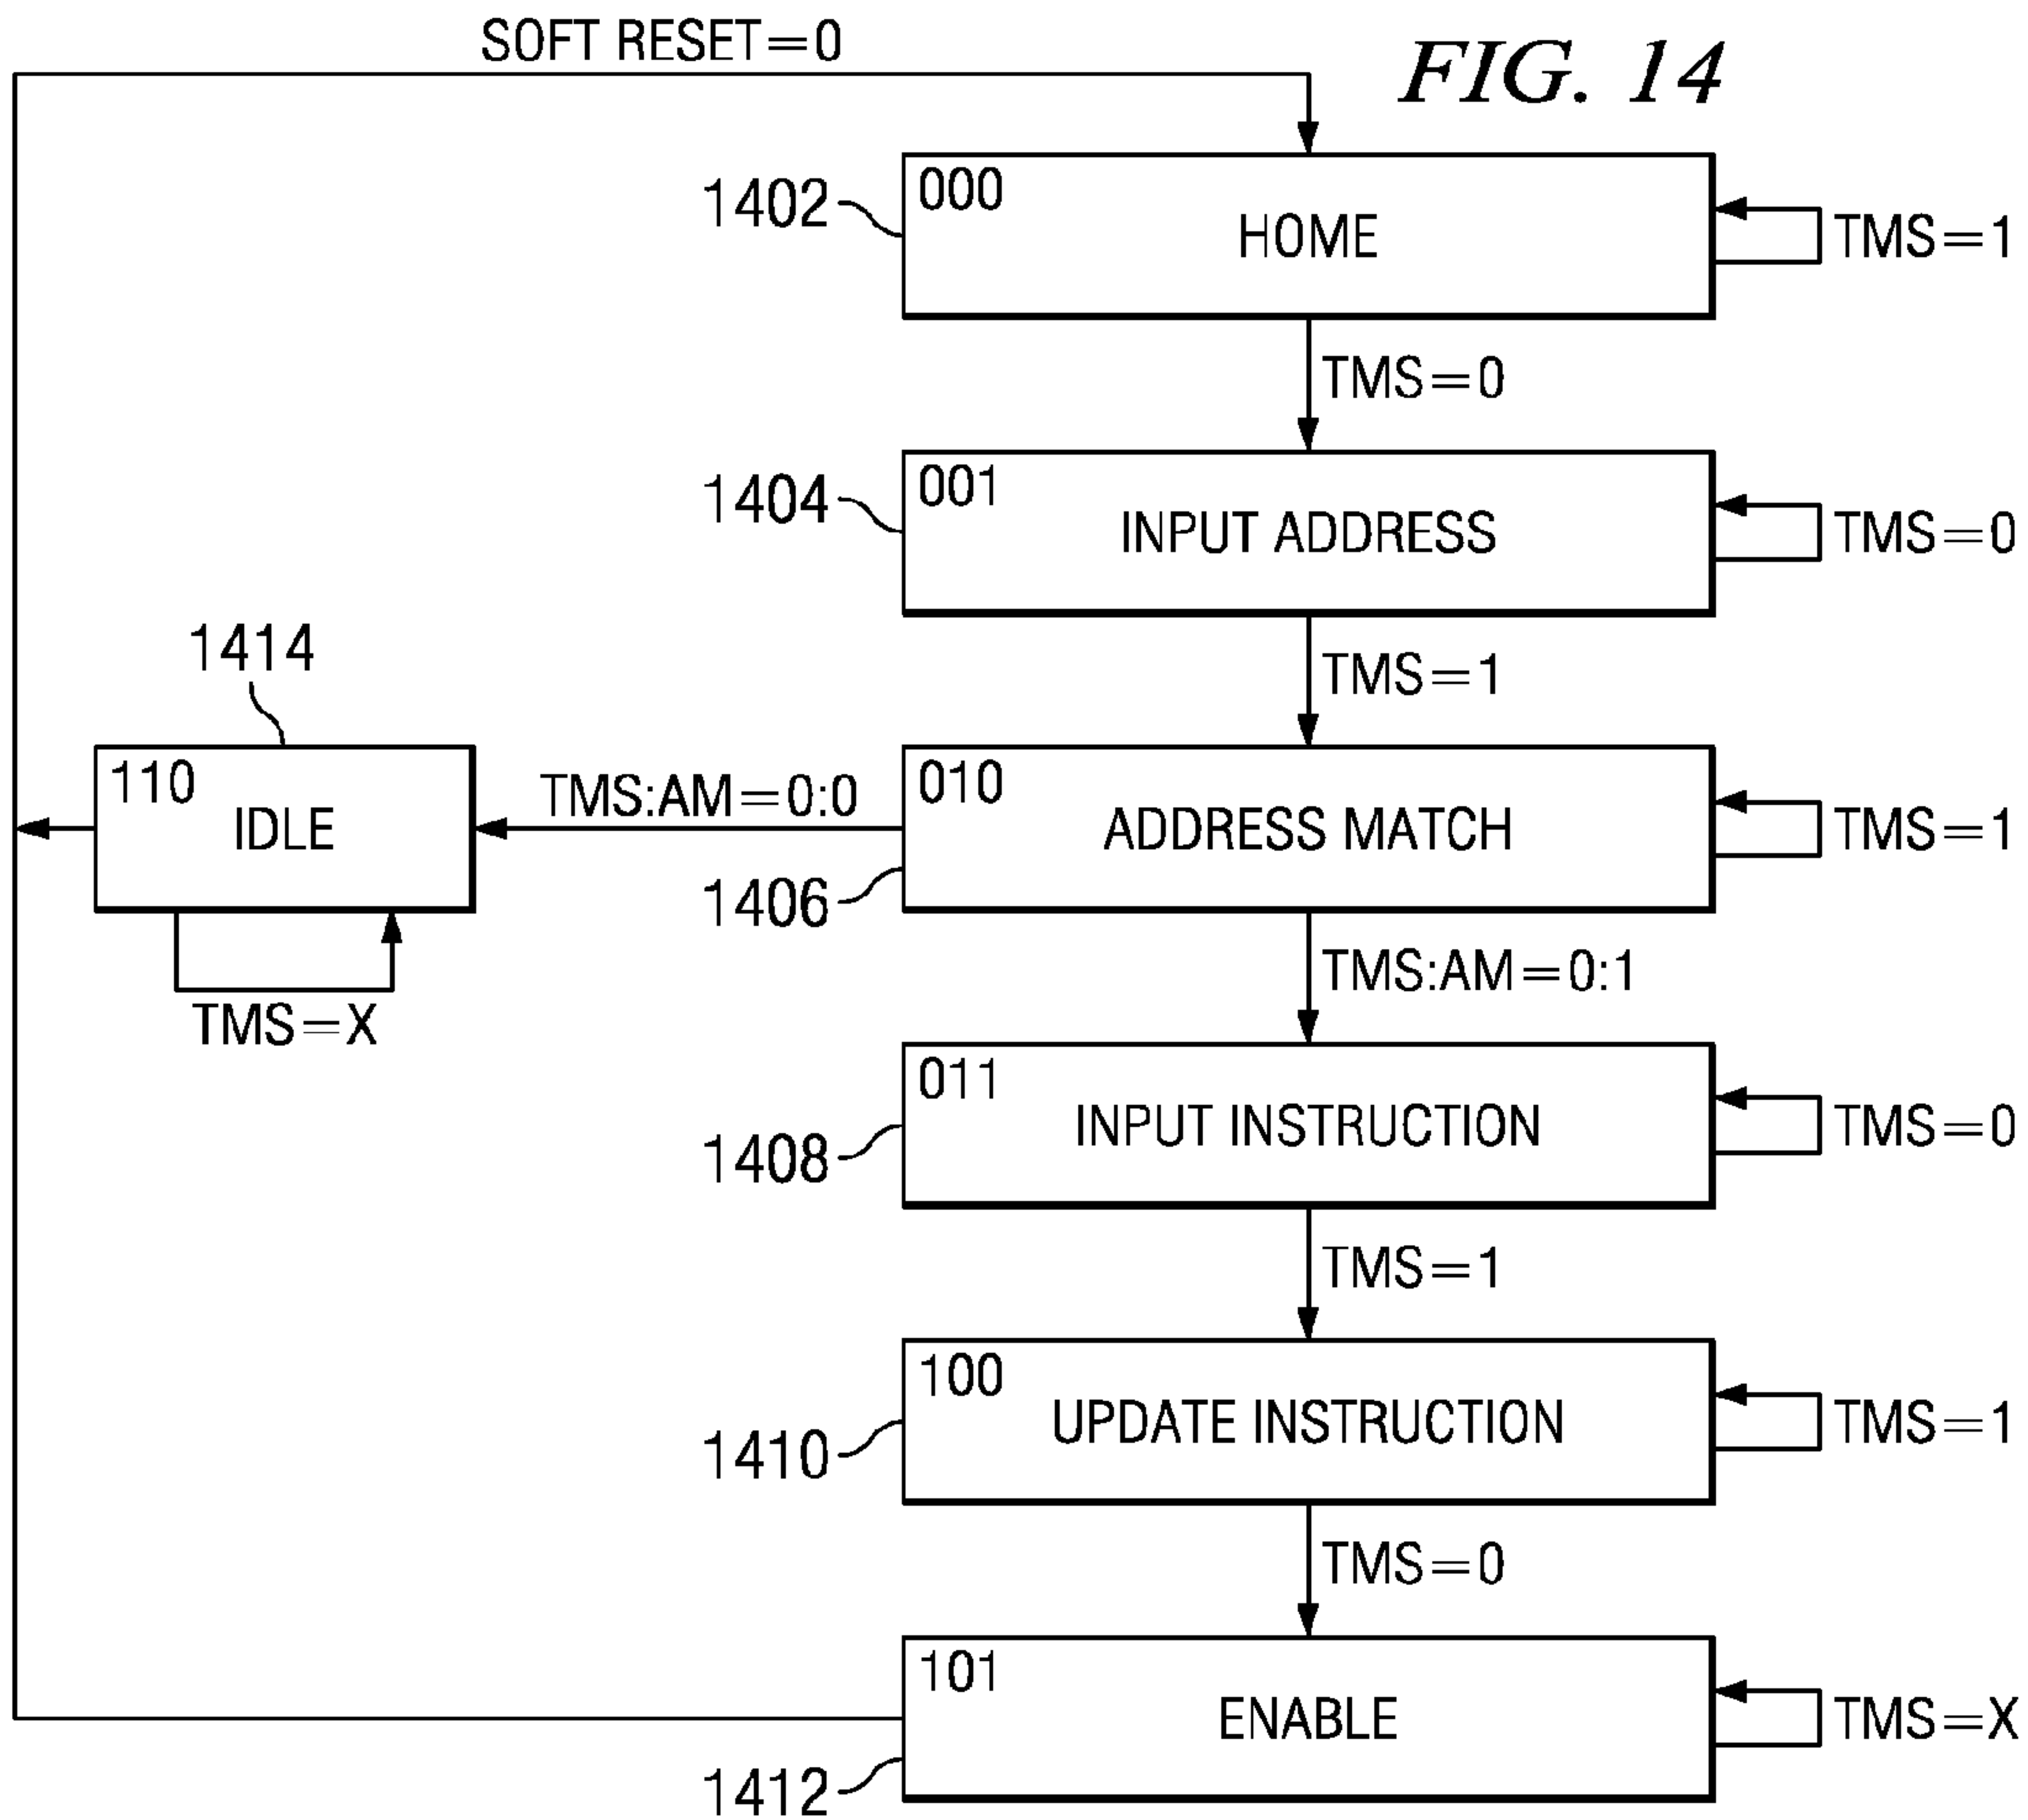 SOFT RESET=0
FIG. 14
000
1402
HOME
TMS=1
TMS=0
001
1404
INPUT ADDRESS
TMS=0
TMS=1
1414
110
IDLE
TMS=X
TMS:AM=0:0
010
ADDRESS MATCH
1406
TMS=1
TMS:AM=0:1
011
INPUT INSTRUCTION
1408
TMS=0
TMS=1
100
UPDATE INSTRUCTION
1410
TMS=1
TMS=0
101
ENABLE
1412
TMS=X